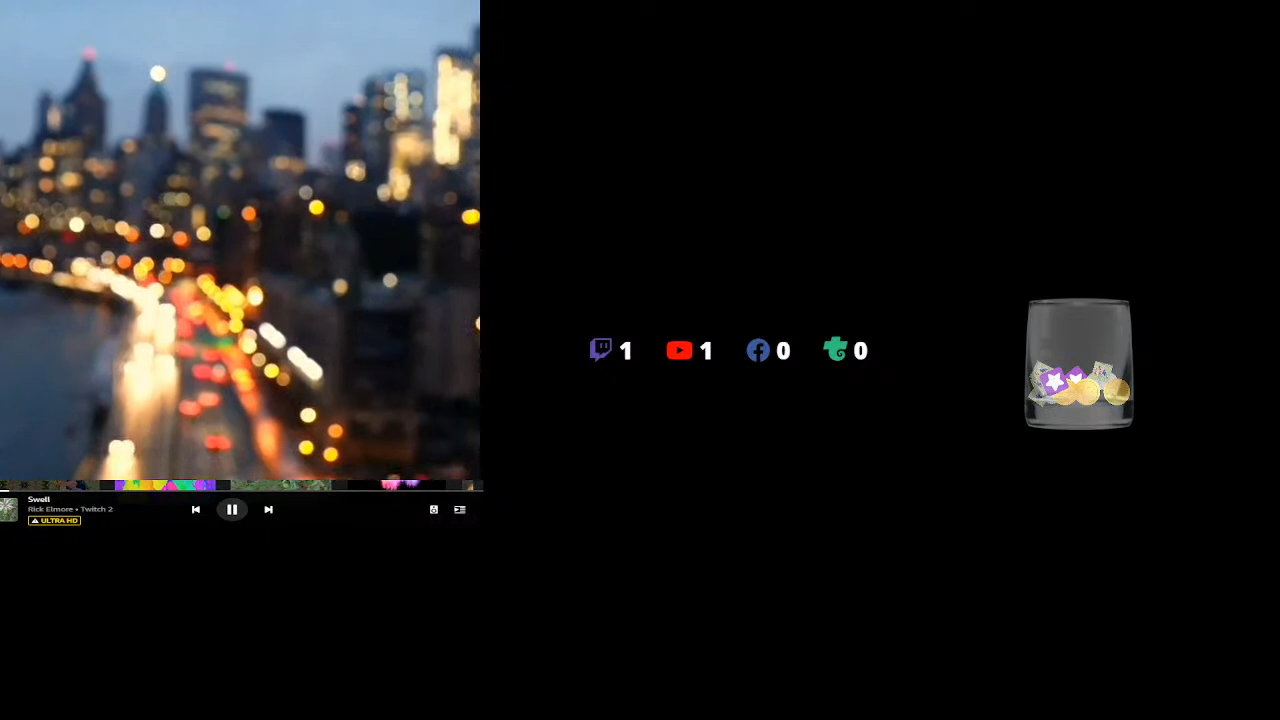 1 1 0 0
Swell
Rick Elmore • Twitch 2
ULTRA HD